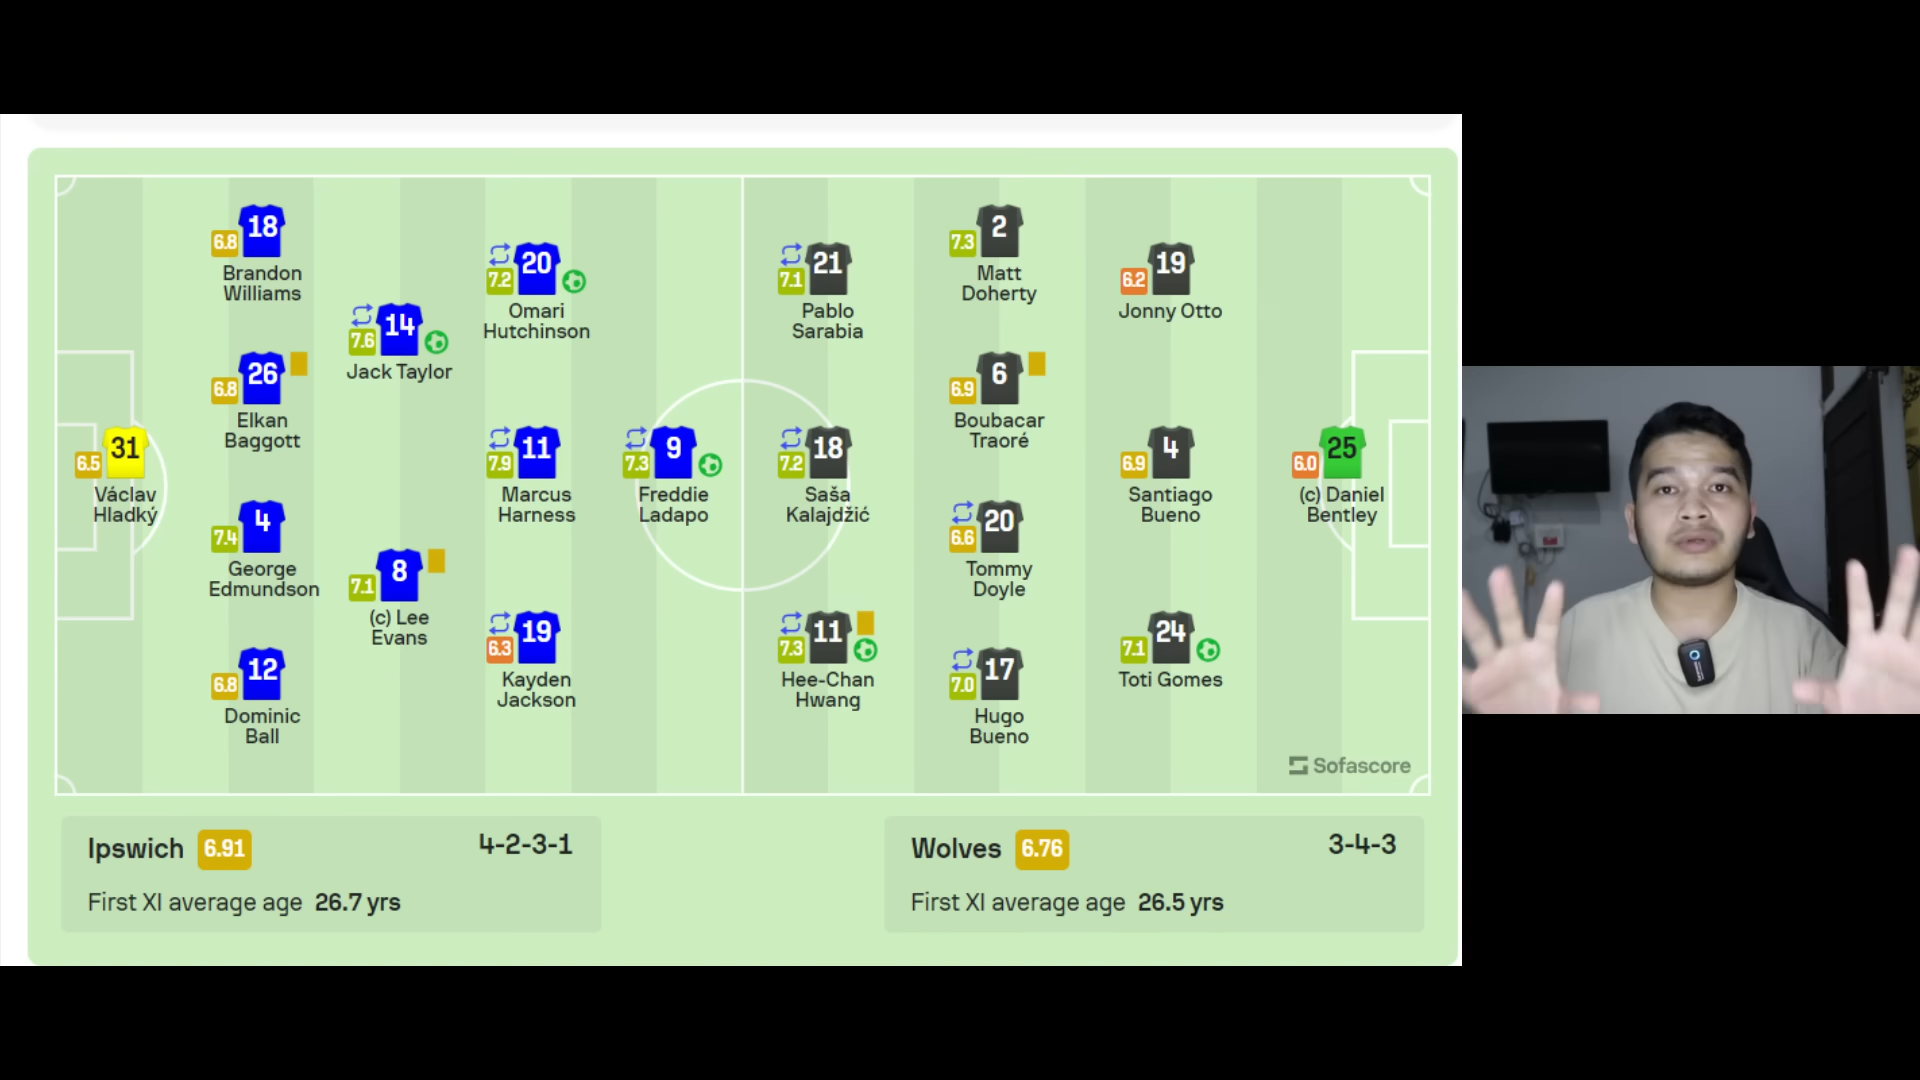 18
6.8
Brandon
Williams
20
7.2
Omari
Hutchinson
21
7.1
Pablo
Sarabia
2
7.3
Matt
Doherty
19
6.2
Jonny Otto
14
7.6
Jack Taylor
26
6.8
Elkan
Baggott
6
6.9
Boubacar
Traoré
31
6.5
Václav
Hladký
11
7.9
Marcus
Harness
9
7.3
Freddie
Ladapo
18
7.2
Saša
Kalajdžić
4
6.9
Santiago
Bueno
25
6.0
(c) Daniel
Bentley
4
7.4
George
Edmundson
20
6.6
Tommy
Doyle
8
7.1
(c) Lee
Evans
19
6.3
Kayden
Jackson
11
7.3
Hee-Chan
Hwang
24
7.1
Toti Gomes
12
6.8
Dominic
Ball
17
7.0
Hugo
Bueno
Sofascore
Ipswich 6.91 4-2-3-1
First XI average age 26.7 yrs
Wolves 6.76 3-4-3
First XI average age 26.5 yrs